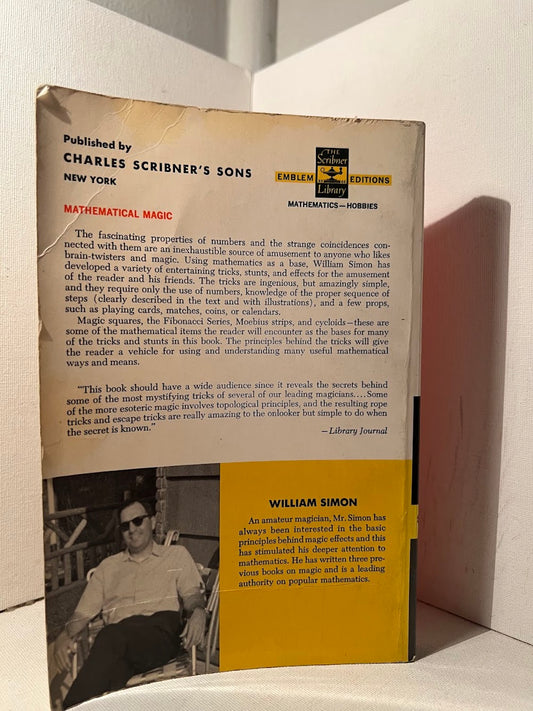 Published by
CHARLES SCRIBNER'S SONS
NEW YORK
THE
Scribner
EMBLEM EDITIONS
Library
MATHEMATICS—HOBBIES
MATHEMATICAL MAGIC
The fascinating properties of numbers and the strange coincidences con-
nected with them are an inexhaustible source of amusement to anyone who likes
brain-twisters and magic. Using mathematics as a base, William Simon has
developed a variety of entertaining tricks, stunts, and effects for the amusement
of the reader and his friends. The tricks are ingenious, but amazingly simple,
and they require only the use of numbers, knowledge of the proper sequence of
steps (clearly described in the text and with illustrations), and a few props,
such as playing cards, matches, coins, or calendars.
Magic squares, the Fibonacci Series, Moebius strips, and cycloids—these are
some of the mathematical items the reader will encounter as the bases for many
of the tricks and stunts in this book. The principles behind the tricks will give
the reader a vehicle for using and understanding many useful mathematical
ways and means.
"This book should have a wide audience since it reveals the secrets behind
some of the most mystifying tricks of several of our leading magicians....Some
of the more esoteric magic involves topological principles, and the resulting rope
tricks and escape tricks are really amazing to the onlooker but simple to do when
the secret is known."
—Library Journal
WILLIAM SIMON
An amateur magician, Mr. Simon has
always been interested in the basic
principles behind magic effects and this
has stimulated his deeper attention to
mathematics. He has written three pre-
vious books on magic and is a leading
authority on popular mathematics.